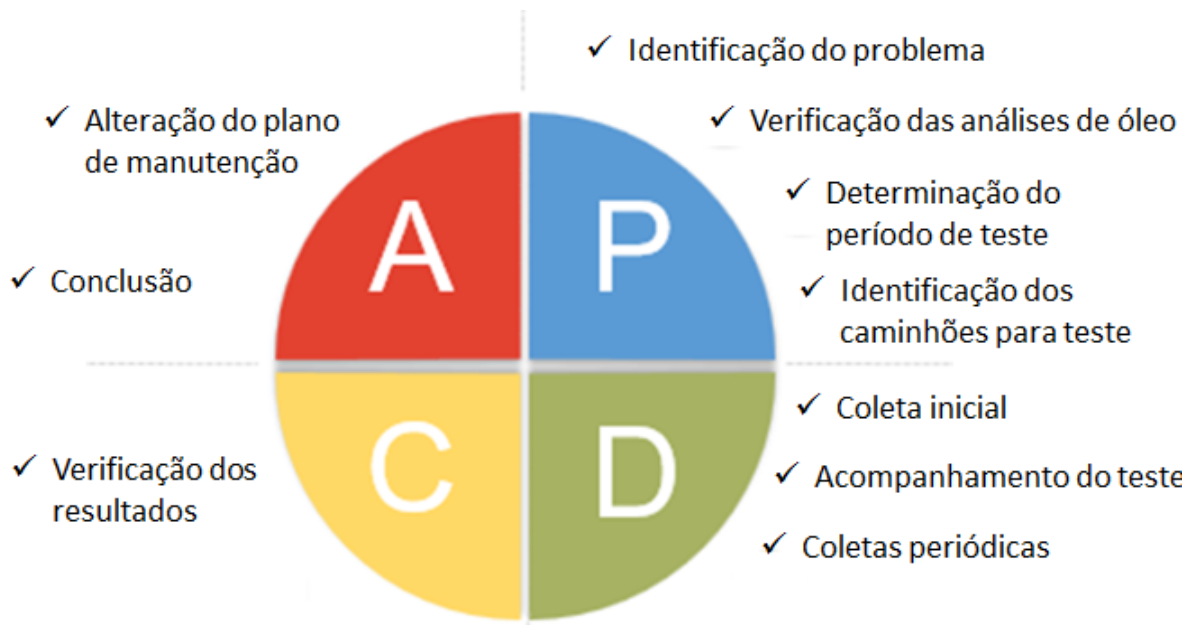 ✓ Identificação do problema
✓ Verificação das análises de óleo
✓ Determinação do
período de teste
✓ Identificação dos
caminhões para teste
✓ Coleta inicial
✓ Acompanhamento do teste
✓ Coletas periódicas
✓ Verificação dos
resultados
✓ Alteração do plano
de manutenção
✓ Conclusão
A
P
C
D